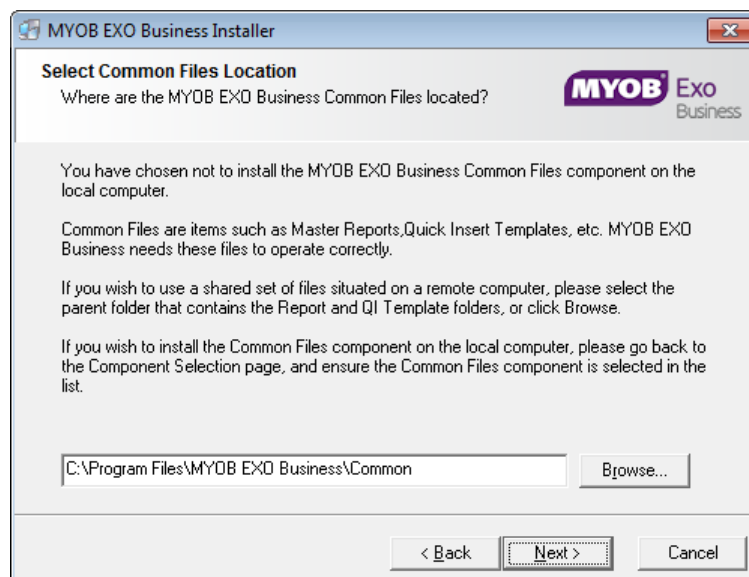 MYOB EXO Business Installer
Select Common Files Location
Where are the MYOB EXO Business Common Files located?
MYOB Exo
Business
You have chosen not to install the MYOB EXO Business Common Files component on the
local computer.
Common Files are items such as Master Reports,Quick Insert Templates, etc. MYOB EXO
Business needs these files to operate correctly.
If you wish to use a shared set of files situated on a remote computer, please select the
parent folder that contains the Report and QI Template folders, or click Browse.
If you wish to install the Common Files component on the local computer, please go back to
the Component Selection page, and ensure the Common Files component is selected in the
list.
C:\Program Files\MYOB EXO Business\Common
Browse...
< Back
Next >
Cancel